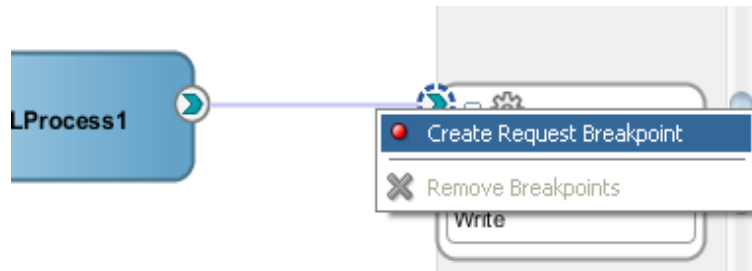 LProcess1
Create Request Breakpoint
Remove Breakpoints
Write